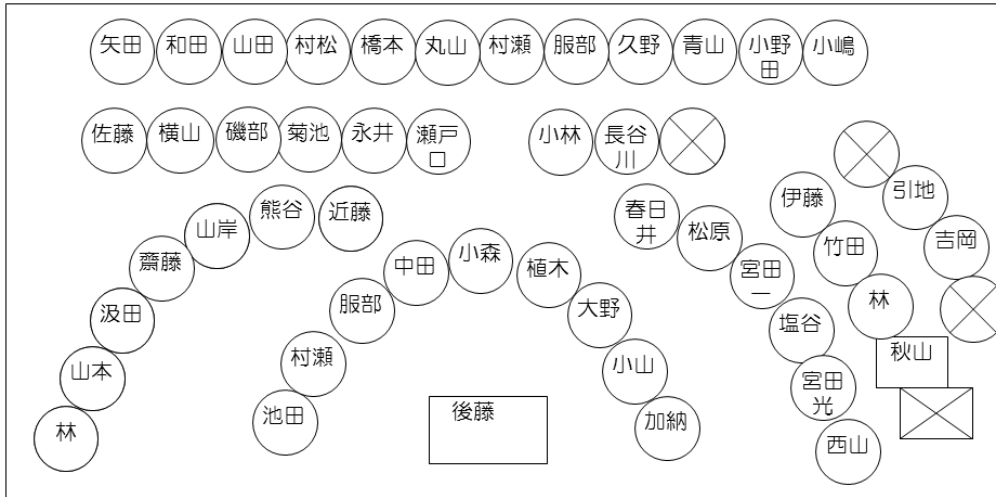 矢田
和田
山田
村松
橋本
丸山
村瀬
服部
久野
青山
小野
田
小嶋
佐藤
横山
磯部
菊池
永井
瀬戸
口
小林
長谷
川
熊谷
近藤
山岸
齋藤
汲田
山本
林
小森
中田
服部
村瀬
池田
植木
大野
小山
加納
後藤
春日
井
松原
宮田
一
塩谷
宮田
光
西山
伊藤
竹田
林
引地
吉岡
秋山